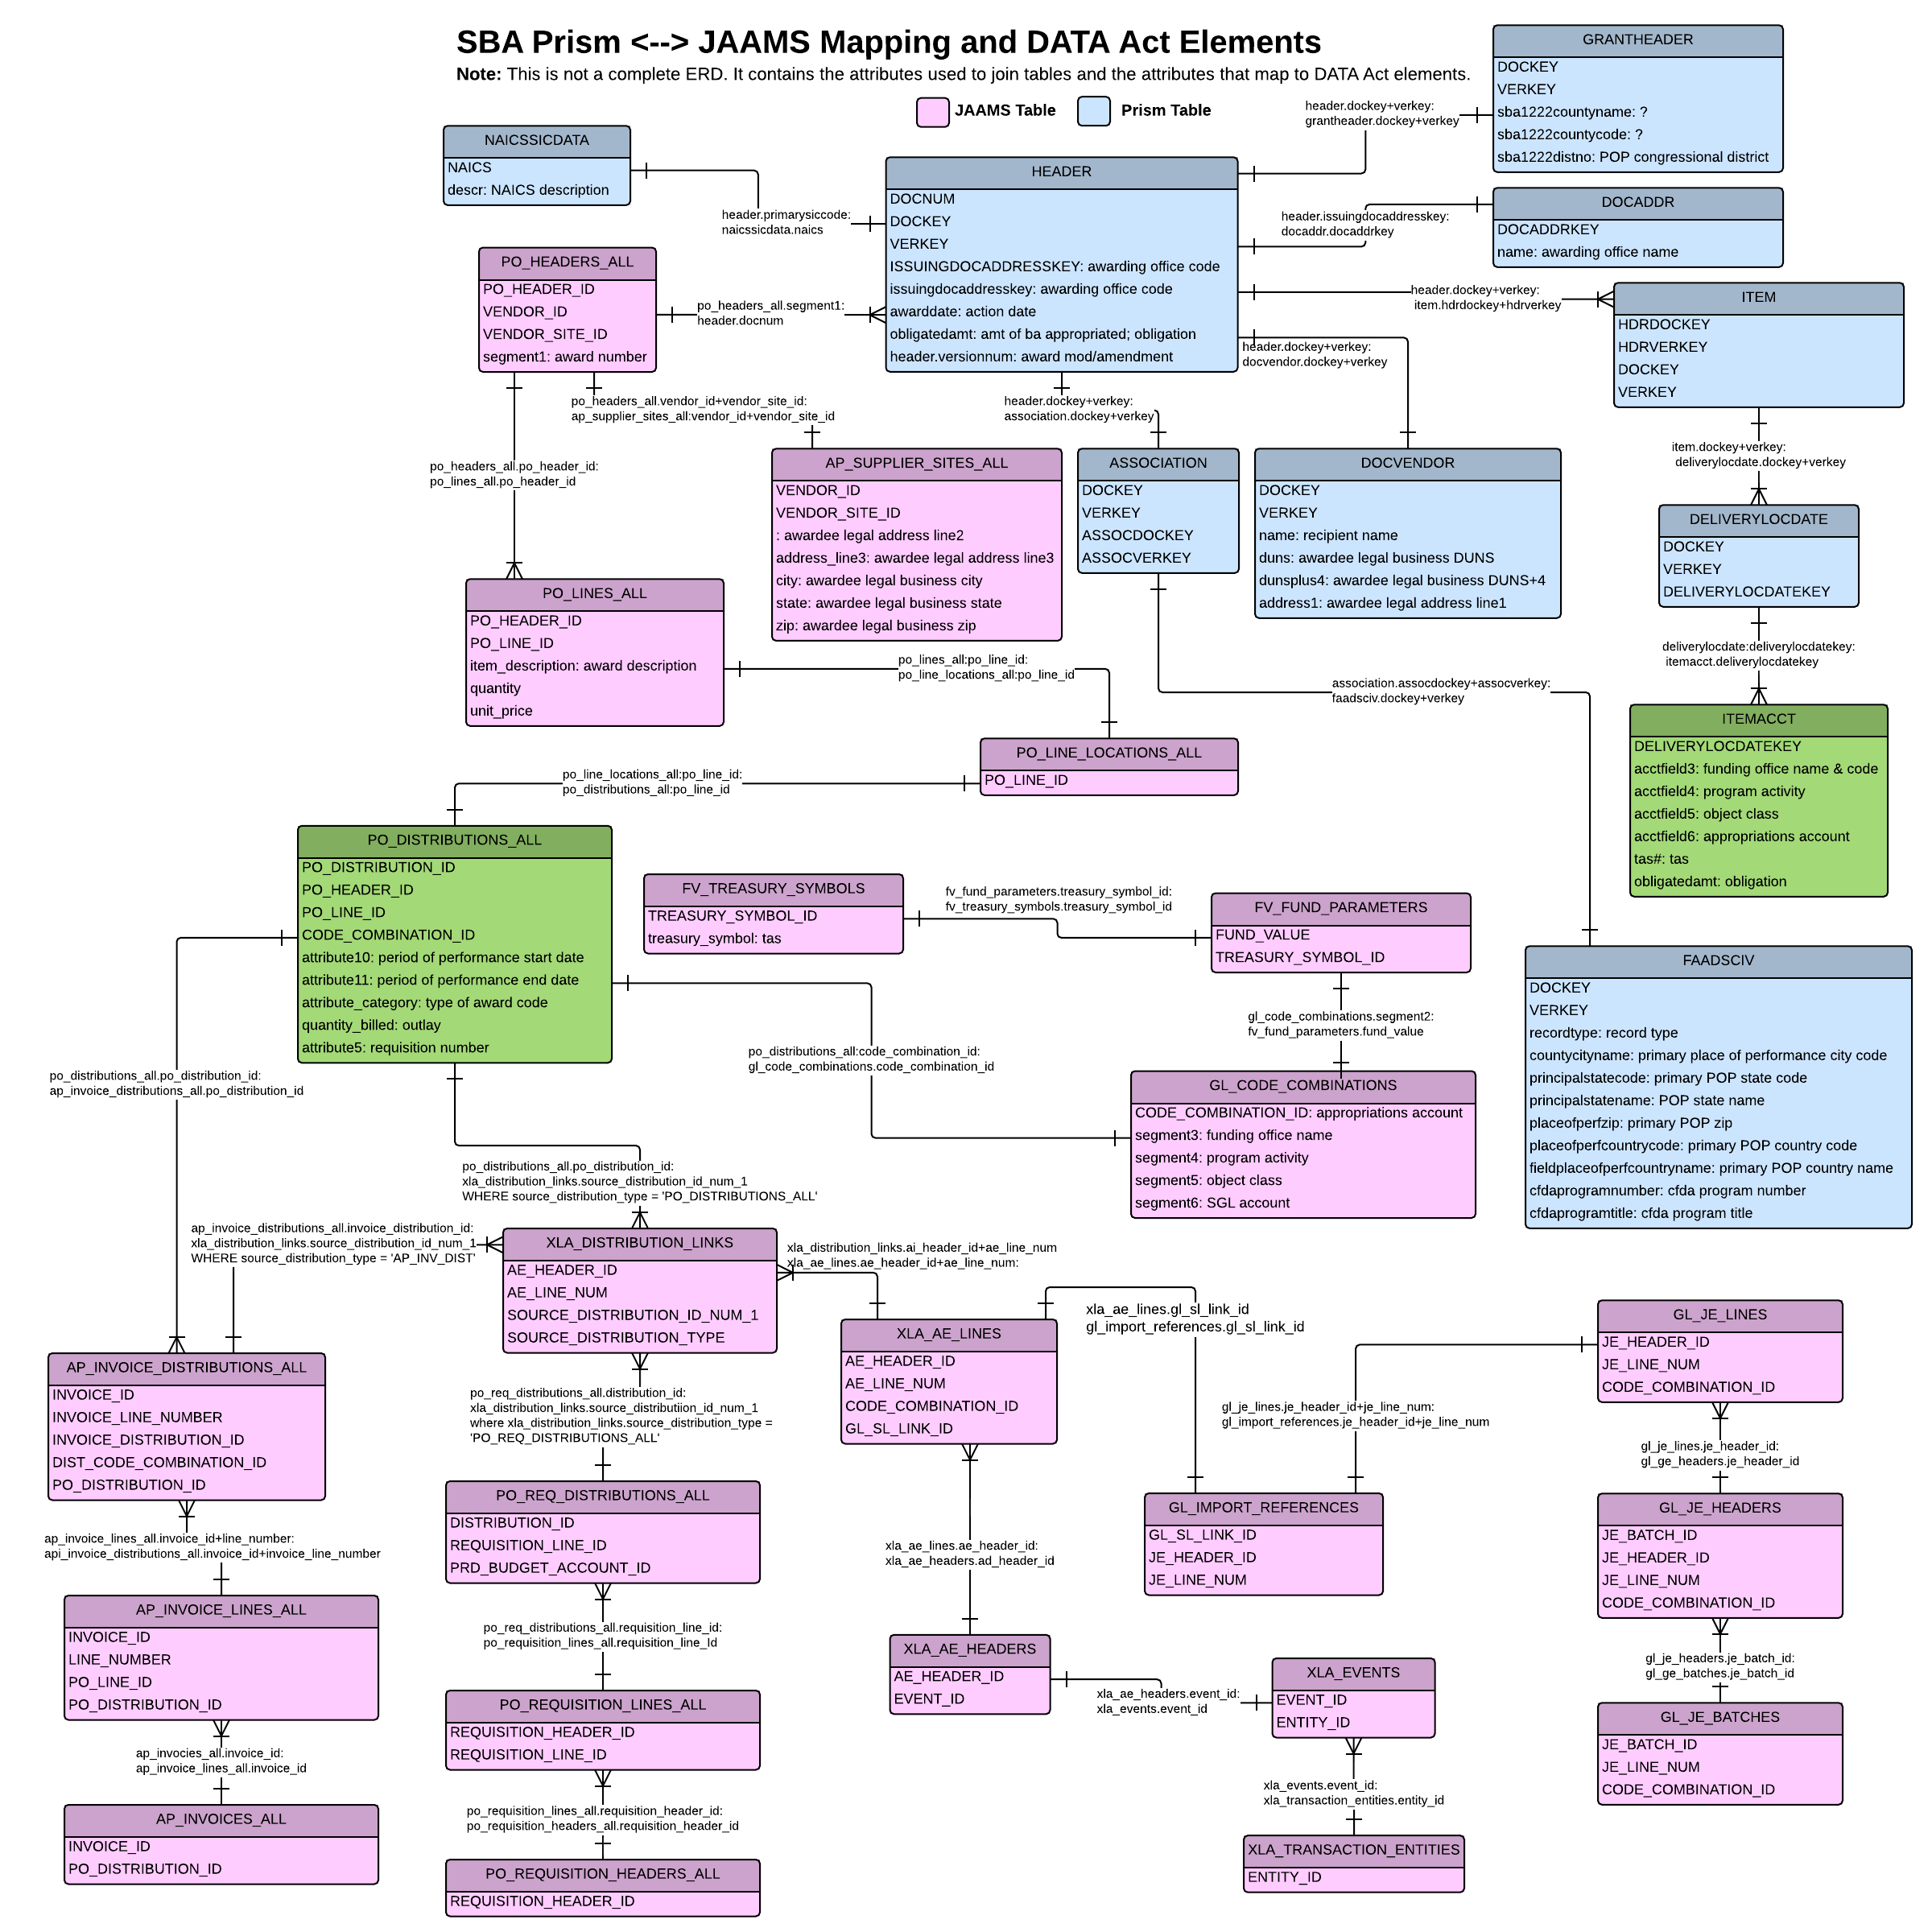 SBA Prism <--> JAAMS Mapping and DATA Act Elements
Note: This is not a complete ERD. It contains the attributes used to join tables and the attributes that map to DATA Act elements.
JAAMS Table
Prism Table
GRANTHEADER
DOCKEY
VERKEY
sba1222countyname: ?
sba1222countycode: ?
sba1222distno: POP congressional district
header.dockey+verkey:
grantheader.dockey+verkey
NAICSSICDATA
NAICS
descr: NAICS description
header.primarysiccode:
naicssicdata.naics
HEADER
DOCNUM
DOCKEY
VERKEY
ISSUINGDOCADDRESSKEY: awarding office code
issuingdocaddresskey: awarding office code
awarddate: action date
obligatedamt: amt of ba appropriated; obligation
header.versionnum: award mod/amendment
header.issuingdocaddresskey:
docaddr.docaddrkey
DOCADDR
DOCADDRKEY
name: awarding office name
PO_HEADERS_ALL
PO_HEADER_ID
VENDOR_ID
VENDOR_SITE_ID
segment1: award number
po_headers_all.segment1:
header.docnum
header.dockey+verkey:
item.hdrdockey+hdrverkey
ITEM
HDRDOCKEY
HDRVERKEY
DOCKEY
VERKEY
header.dockey+verkey:
docvendor.dockey+verkey
po_headers_all.vendor_id+vendor_site_id:
ap_supplier_sites_all:vendor_id+vendor_site_id
header.dockey+verkey:
association.dockey+verkey
po_headers_all.po_header_id:
po_lines_all.po_header_id
item.dockey+verkey:
deliverylocdate.dockey+verkey
AP_SUPPLIER_SITES_ALL
VENDOR_ID
VENDOR_SITE_ID
: awardee legal address line2
address_line3: awardee legal address line3
city: awardee legal business city
state: awardee legal business state
zip: awardee legal business zip
ASSOCIATION
DOCKEY
VERKEY
ASSOCDOCKEY
ASSOCVERKEY
DOCVENDOR
DOCKEY
VERKEY
name: recipient name
duns: awardee legal business DUNS
dunsplus4: awardee legal business DUNS+4
address1: awardee legal address line1
DELIVERYLOCDATE
DOCKEY
VERKEY
DELIVERYLOCDATEKEY
PO_LINES_ALL
PO_HEADER_ID
PO_LINE_ID
item_description: award description
quantity
unit_price
po_lines_all:po_line_id:
po_line_locations_all:po_line_id
deliverylocdate:deliverylocdatekey:
itemacct.deliverylocdatekey
association.assocdockey+assocverkey:
faadsciv.dockey+verkey
ITEMACCT
DELIVERYLOCDATEKEY
acctfield3: funding office name & code
acctfield4: program activity
acctfield5: object class
acctfield6: appropriations account
tas#: tas
obligatedamt: obligation
PO_LINE_LOCATIONS_ALL
PO_LINE_ID
po_line_locations_all:po_line_id:
po_distributions_all:po_line_id
PO_DISTRIBUTIONS_ALL
PO_DISTRIBUTION_ID
PO_HEADER_ID
PO_LINE_ID
CODE_COMBINATION_ID
attribute10: period of performance start date
attribute11: period of performance end date
attribute_category: type of award code
quantity_billed: outlay
attribute5: requisition number
FV_TREASURY_SYMBOLS
TREASURY_SYMBOL_ID
treasury_symbol: tas
fv_fund_parameters.treasury_symbol_id:
fv_treasury_symbols.treasury_symbol_id
FV_FUND_PARAMETERS
FUND_VALUE
TREASURY_SYMBOL_ID
FAADSCIV
DOCKEY
VERKEY
recordtype: record type
countycityname: primary place of performance city code
principalstatecode: primary POP state code
principalstatename: POP state name
placeofperfzip: primary POP zip
placeofperfcountrycode: primary POP country code
fieldplaceofperfcountryname: primary POP country name
cfdaprogramnumber: cfda program number
cfdaprogramtitle: cfda program title
gl_code_combinations.segment2:
fv_fund_parameters.fund_value
po_distributions_all:code_combination_id:
gl_code_combinations.code_combination_id
GL_CODE_COMBINATIONS
CODE_COMBINATION_ID: appropriations account
segment3: funding office name
segment4: program activity
segment5: object class
segment6: SGL account
po_distributions_all.po_distribution_id:
ap_invoice_distributions_all.po_distribution_id
po_distributions_all.po_distribution_id:
xla_distribution_links.source_distribution_id_num_1
WHERE source_distribution_type = 'PO_DISTRIBUTIONS_ALL'
ap_invoice_distributions_all.invoice_distribution_id:
xla_distribution_links.source_distribution_id_num_1
WHERE source_distribution_type = 'AP_INV_DIST'
XLA_DISTRIBUTION_LINKS
AE_HEADER_ID
AE_LINE_NUM
SOURCE_DISTRIBUTION_ID_NUM_1
SOURCE_DISTRIBUTION_TYPE
xla_distribution_links.ai_header_id+ae_line_num
xla_ae_lines.ae_header_id+ae_line_num:
xla_ae_lines.gl_sl_link_id
gl_import_references.gl_sl_link_id
XLA_AE_LINES
AE_HEADER_ID
AE_LINE_NUM
CODE_COMBINATION_ID
GL_SL_LINK_ID
GL_JE_LINES
JE_HEADER_ID
JE_LINE_NUM
CODE_COMBINATION_ID
AP_INVOICE_DISTRIBUTIONS_ALL
INVOICE_ID
INVOICE_LINE_NUMBER
INVOICE_DISTRIBUTION_ID
DIST_CODE_COMBINATION_ID
PO_DISTRIBUTION_ID
po_req_distributions_all.distribution_id:
xla_distribution_links.source_distributiion_id_num_1
where xla_distribution_links.source_distribution_type =
'PO_REQ_DISTRIBUTIONS_ALL'
gl_je_lines.je_header_id+je_line_num:
gl_import_references.je_header_id+je_line_num
gl_je_lines.je_header_id:
gl_ge_headers.je_header_id
PO_REQ_DISTRIBUTIONS_ALL
DISTRIBUTION_ID
REQUISITION_LINE_ID
PRD_BUDGET_ACCOUNT_ID
GL_IMPORT_REFERENCES
GL_SL_LINK_ID
JE_HEADER_ID
JE_LINE_NUM
GL_JE_HEADERS
JE_BATCH_ID
JE_HEADER_ID
JE_LINE_NUM
CODE_COMBINATION_ID
ap_invoice_lines_all.invoice_id+line_number:
api_invoice_distributions_all.invoice_id+invoice_line_number
xla_ae_lines.ae_header_id:
xla_ae_headers.ad_header_id
AP_INVOICE_LINES_ALL
INVOICE_ID
LINE_NUMBER
PO_LINE_ID
PO_DISTRIBUTION_ID
po_req_distributions_all.requisition_line_id:
po_requisition_lines_all.requisition_line_Id
XLA_AE_HEADERS
AE_HEADER_ID
EVENT_ID
xla_ae_headers.event_id:
xla_events.event_id
XLA_EVENTS
EVENT_ID
ENTITY_ID
gl_je_headers.je_batch_id:
gl_ge_batches.je_batch_id
PO_REQUISITION_LINES_ALL
REQUISITION_HEADER_ID
REQUISITION_LINE_ID
GL_JE_BATCHES
JE_BATCH_ID
JE_LINE_NUM
CODE_COMBINATION_ID
ap_invocies_all.invoice_id:
ap_invoice_lines_all.invoice_id
xla_events.event_id:
xla_transaction_entities.entity_id
AP_INVOICES_ALL
INVOICE_ID
PO_DISTRIBUTION_ID
po_requisition_lines_all.requisition_header_id:
po_requisition_headers_all.requisition_header_id
XLA_TRANSACTION_ENTITIES
ENTITY_ID
PO_REQUISITION_HEADERS_ALL
REQUISITION_HEADER_ID